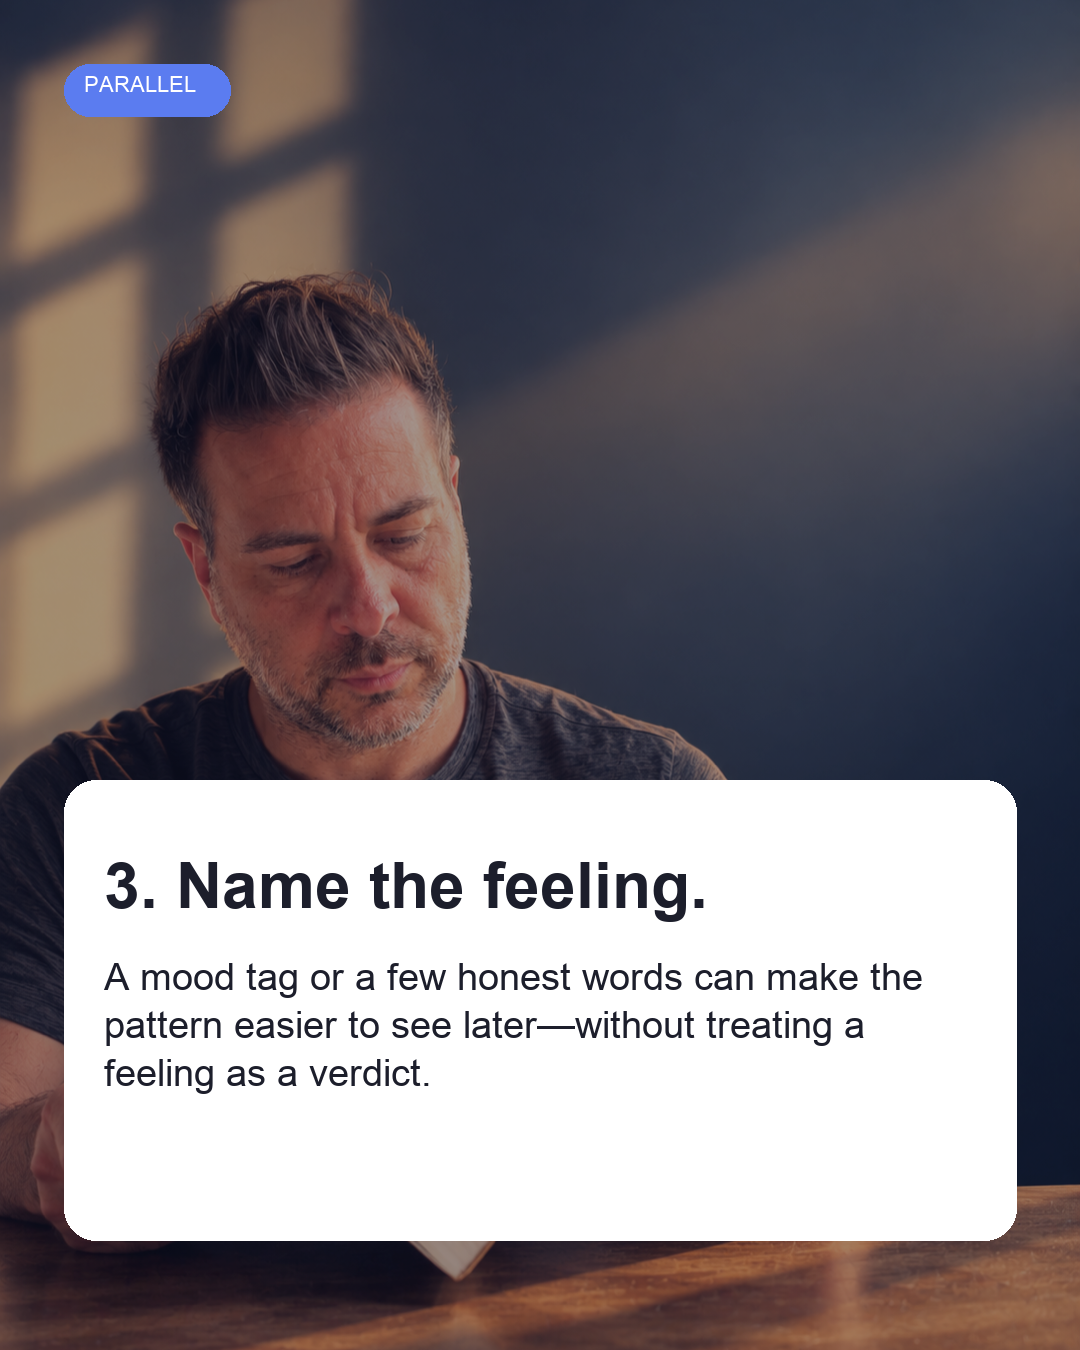 PARALLEL
3. Name the feeling.
A mood tag or a few honest words can make the
pattern easier to see later—without treating a
feeling as a verdict.